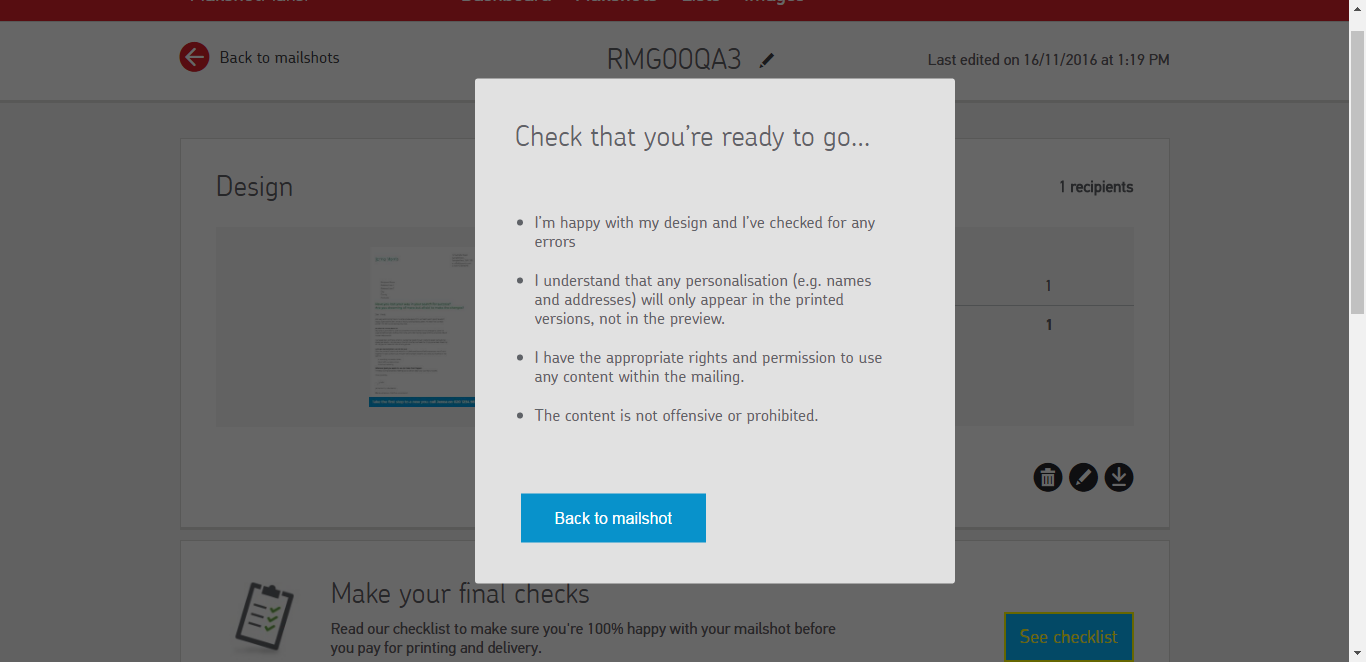 Back to mailshots
RMG00QA3
Last edited on 16/11/2016 at 1:19 PM
Check that you're ready to go...
Design
1 recipients
I'm happy with my design and I've checked for any
errors
I understand that any personalisation (e.g. names
and addresses) will only appear in the printed
versions, not in the preview.
1
1
I have the appropriate rights and permission to use
any content within the mailing.
The content is not offensive or prohibited.
Back to mailshot
Make your final checks
Read our checklist to make sure you're 100% happy with your mailshot before
you pay for printing and delivery.
See checklist